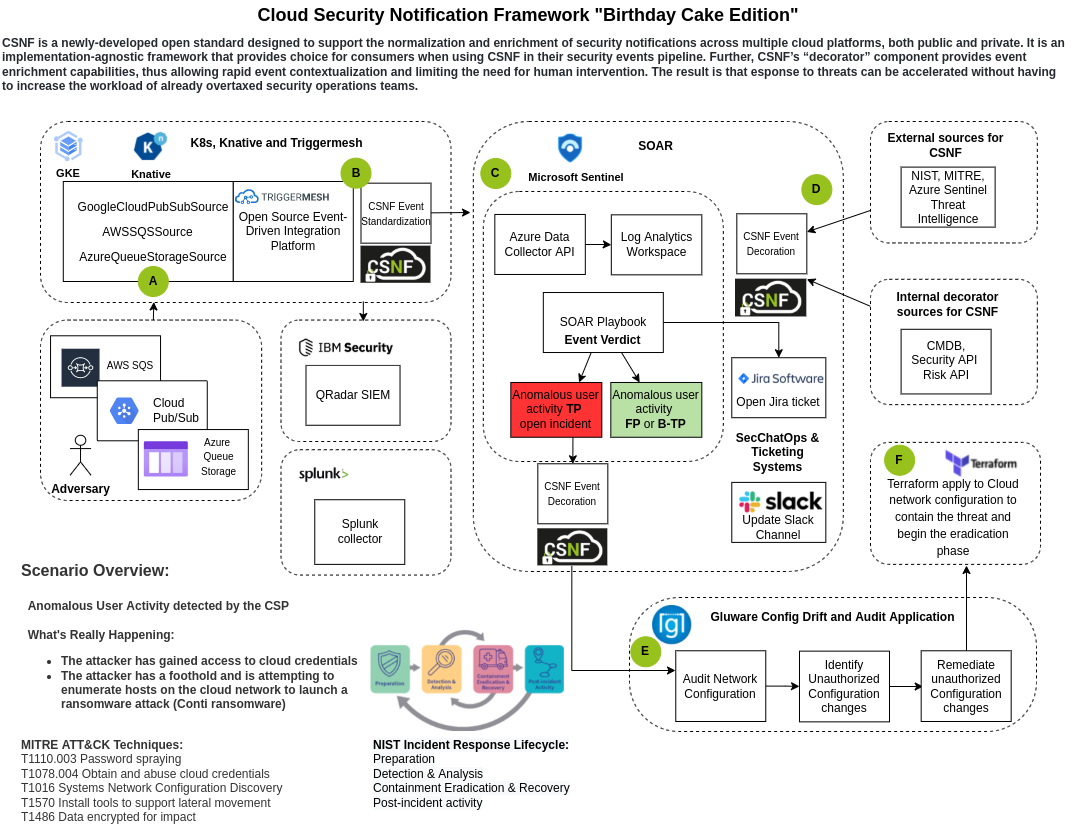 Cloud Security Notification Framework "Birthday Cake Edition"
CSNF is a newly-developed open standard designed to support the normalization and enrichment of security notifications across multiple cloud platforms, both public and private. It is an
implementation-agnostic framework that provides choice for consumers when using CSNF in their security events pipeline. Further, CSNF's “decorator” component provides event
enrichment capabilities, thus allowing rapid event contextualization and limiting the need for human intervention. The result is that esponse to threats can be accelerated without having
to increase the workload of already overtaxed security operations teams.
K8s, Knative and Triggermesh
GKE
K
n
Knative
GoogleCloudPubSubSource
AWSSQSSource
AzureQueueStorageSource
A
TRIGGERMESH
Open Source Event-
Driven Integration
Platform
B
CSNF Event
Standardization
CSNF
AWS SQS
Cloud
Pub/Sub
Azure
Queue
Storage
Adversary
IBM Security
QRadar SIEM
splunk>
Splunk
collector
SOAR
Microsoft Sentinel
C
D
Azure Data
Collector API
Log Analytics
Workspace
CSNF Event
Decoration
CSNF
SOAR Playbook
Event Verdict
Anomalous user
activity TP
open incident
Anomalous user
activity
FP or B-TP
CSNF Event
Decoration
CSNF
Jira Software
Open Jira ticket
SecChatOps &
Ticketing
Systems
slack
Update Slack
Channel
External sources for
CSNF
NIST, MITRE,
Azure Sentinel
Threat
Intelligence
Internal decorator
sources for CSNF
CMDB,
Security API
Risk API
F
Terraform
Terraform apply to Cloud
network configuration to
contain the threat and
begin the eradication
phase
E
gl
Gluware Config Drift and Audit Application
Audit Network
Configuration
Identify
Unauthorized
Configuration
changes
Remediate
unauthorized
Configuration
changes
Scenario Overview:
Anomalous User Activity detected by the CSP
What's Really Happening:
• The attacker has gained access to cloud credentials
• The attacker has a foothold and is attempting to
enumerate hosts on the cloud network to launch a
ransomware attack (Conti ransomware)
Preparation
Detection &
Analysis
Containment
Eradication &
Recovery
Post-Incident
Activity
MITRE ATT&CK Techniques:
T1110.003 Password spraying
T1078.004 Obtain and abuse cloud credentials
T1016 Systems Network Configuration Discovery
T1570 Install tools to support lateral movement
T1486 Data encrypted for impact
NIST Incident Response Lifecycle:
Preparation
Detection & Analysis
Containment Eradication & Recovery
Post-incident activity